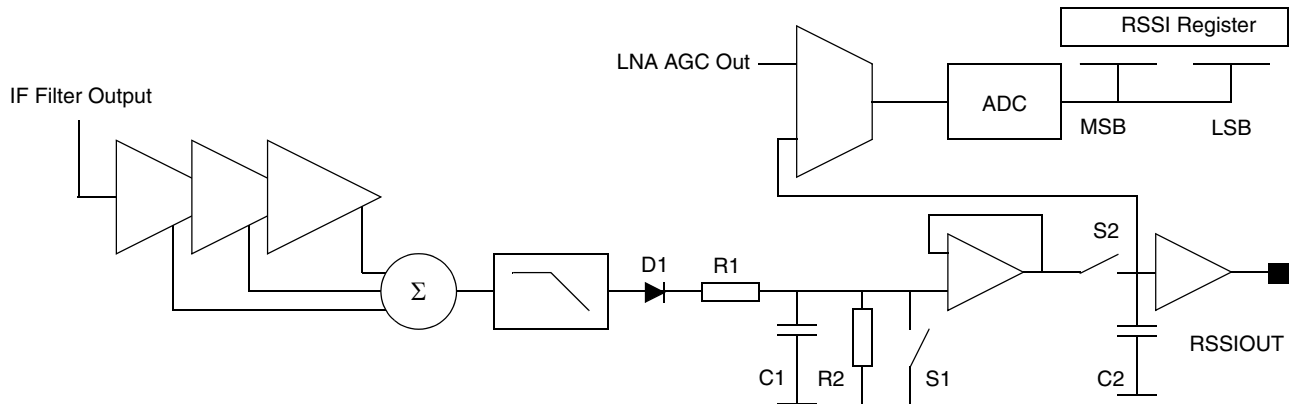 RSSI Register
LNA AGC Out
IF Filter Output
ADC
MSB
LSB
S2
D1
R1
Σ
RSSIOUT
C1
R2
S1
C2